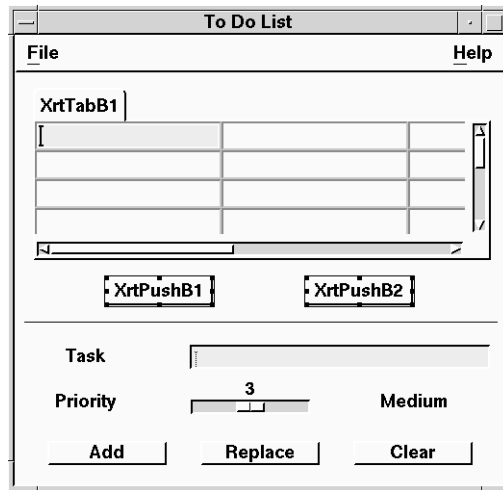 To Do List
File Help
XrtTabB1
XrtPushB1 XrtPushB2
Task
3
Priority Medium
Add Replace Clear